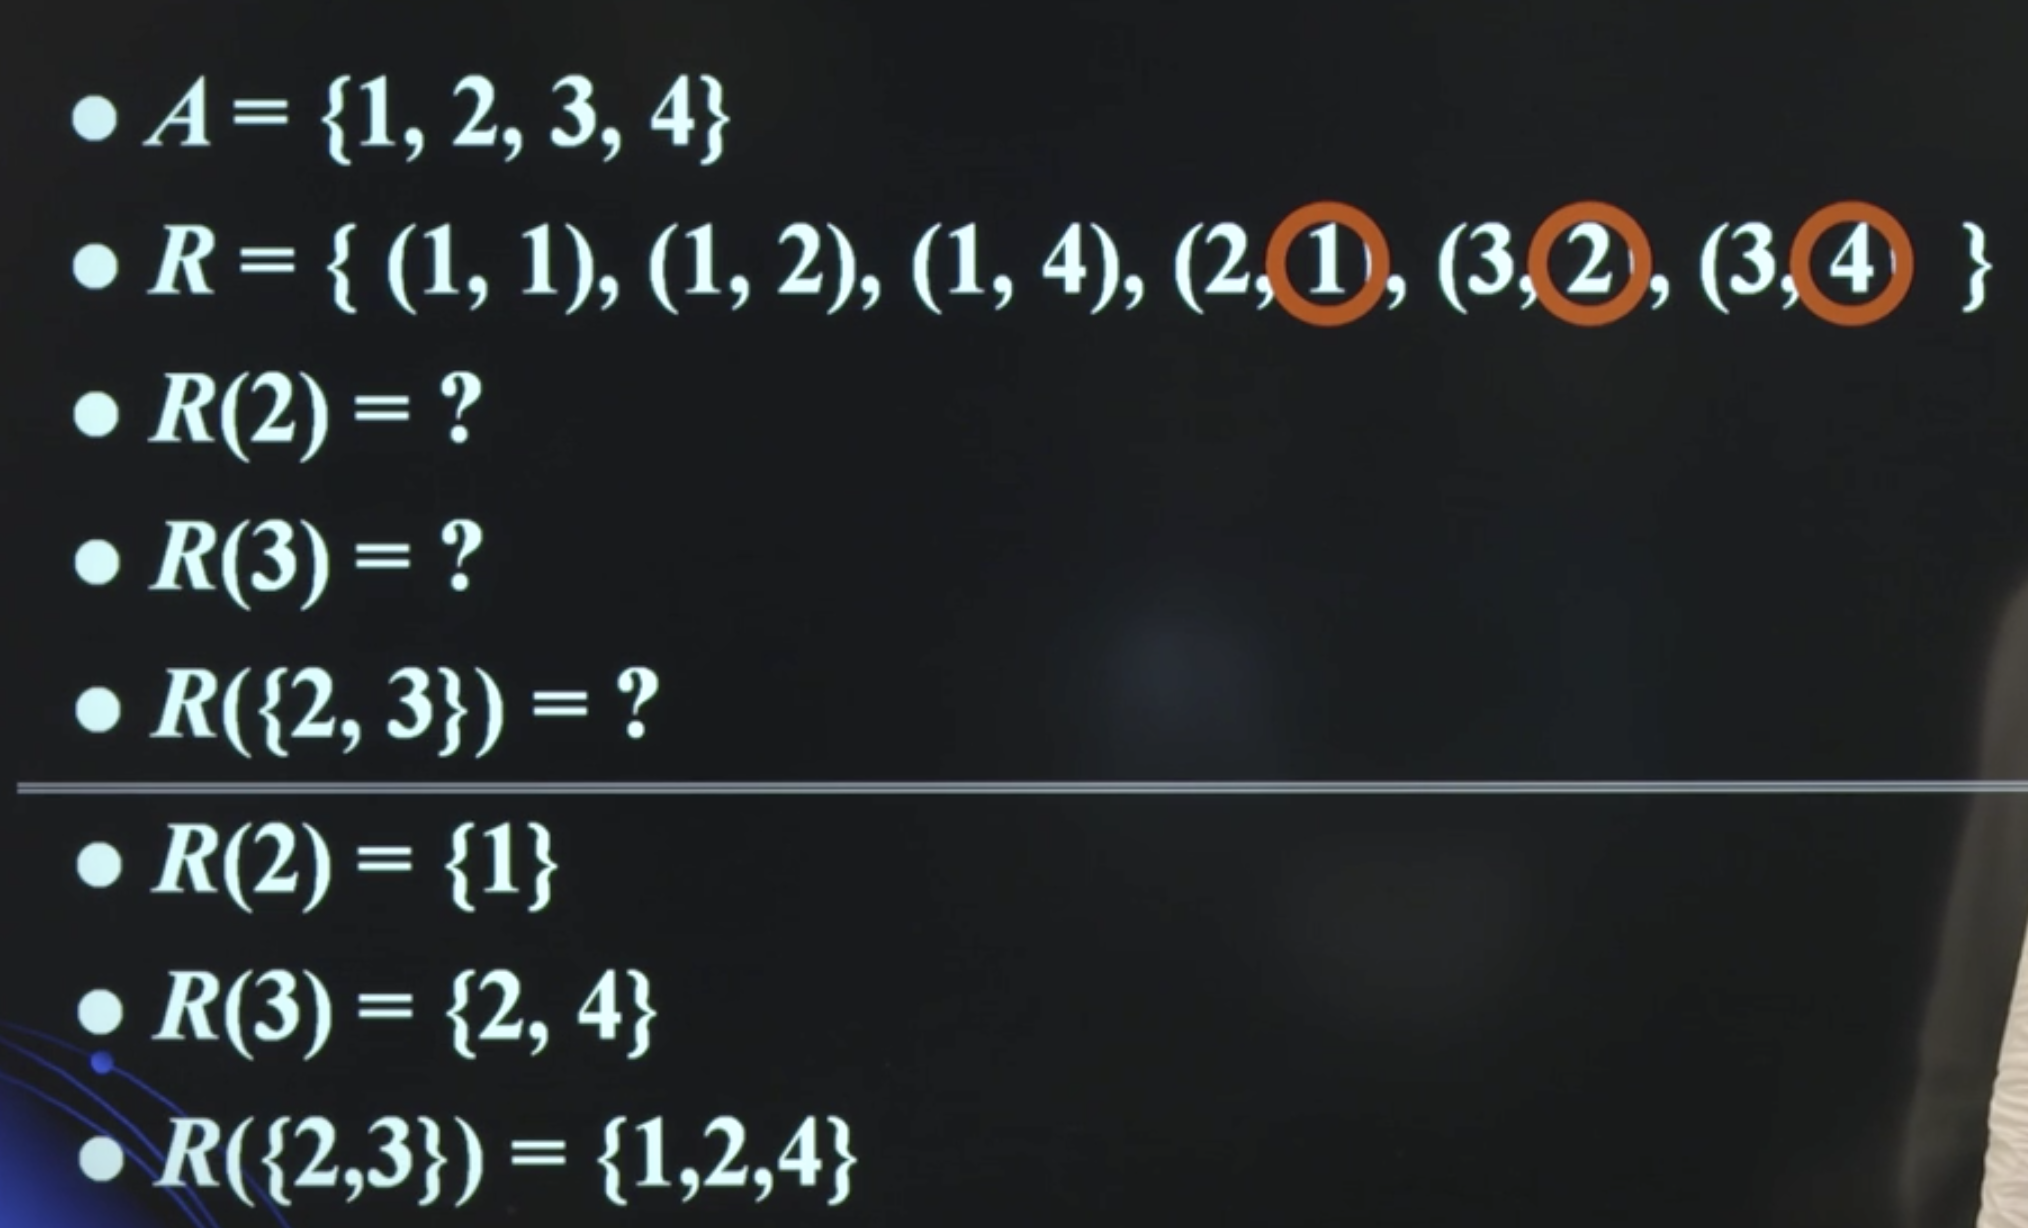 ● A = {1, 2, 3, 4}
● R = { (1, 1), (1, 2), (1, 4), (2, 1), (3, 2), (3, 4 }
● R(2) = ?
● R(3) = ?
● R({2, 3}) = ?
● R(2) = {1}
● R(3) = {2, 4}
● R({2,3}) = {1,2,4}